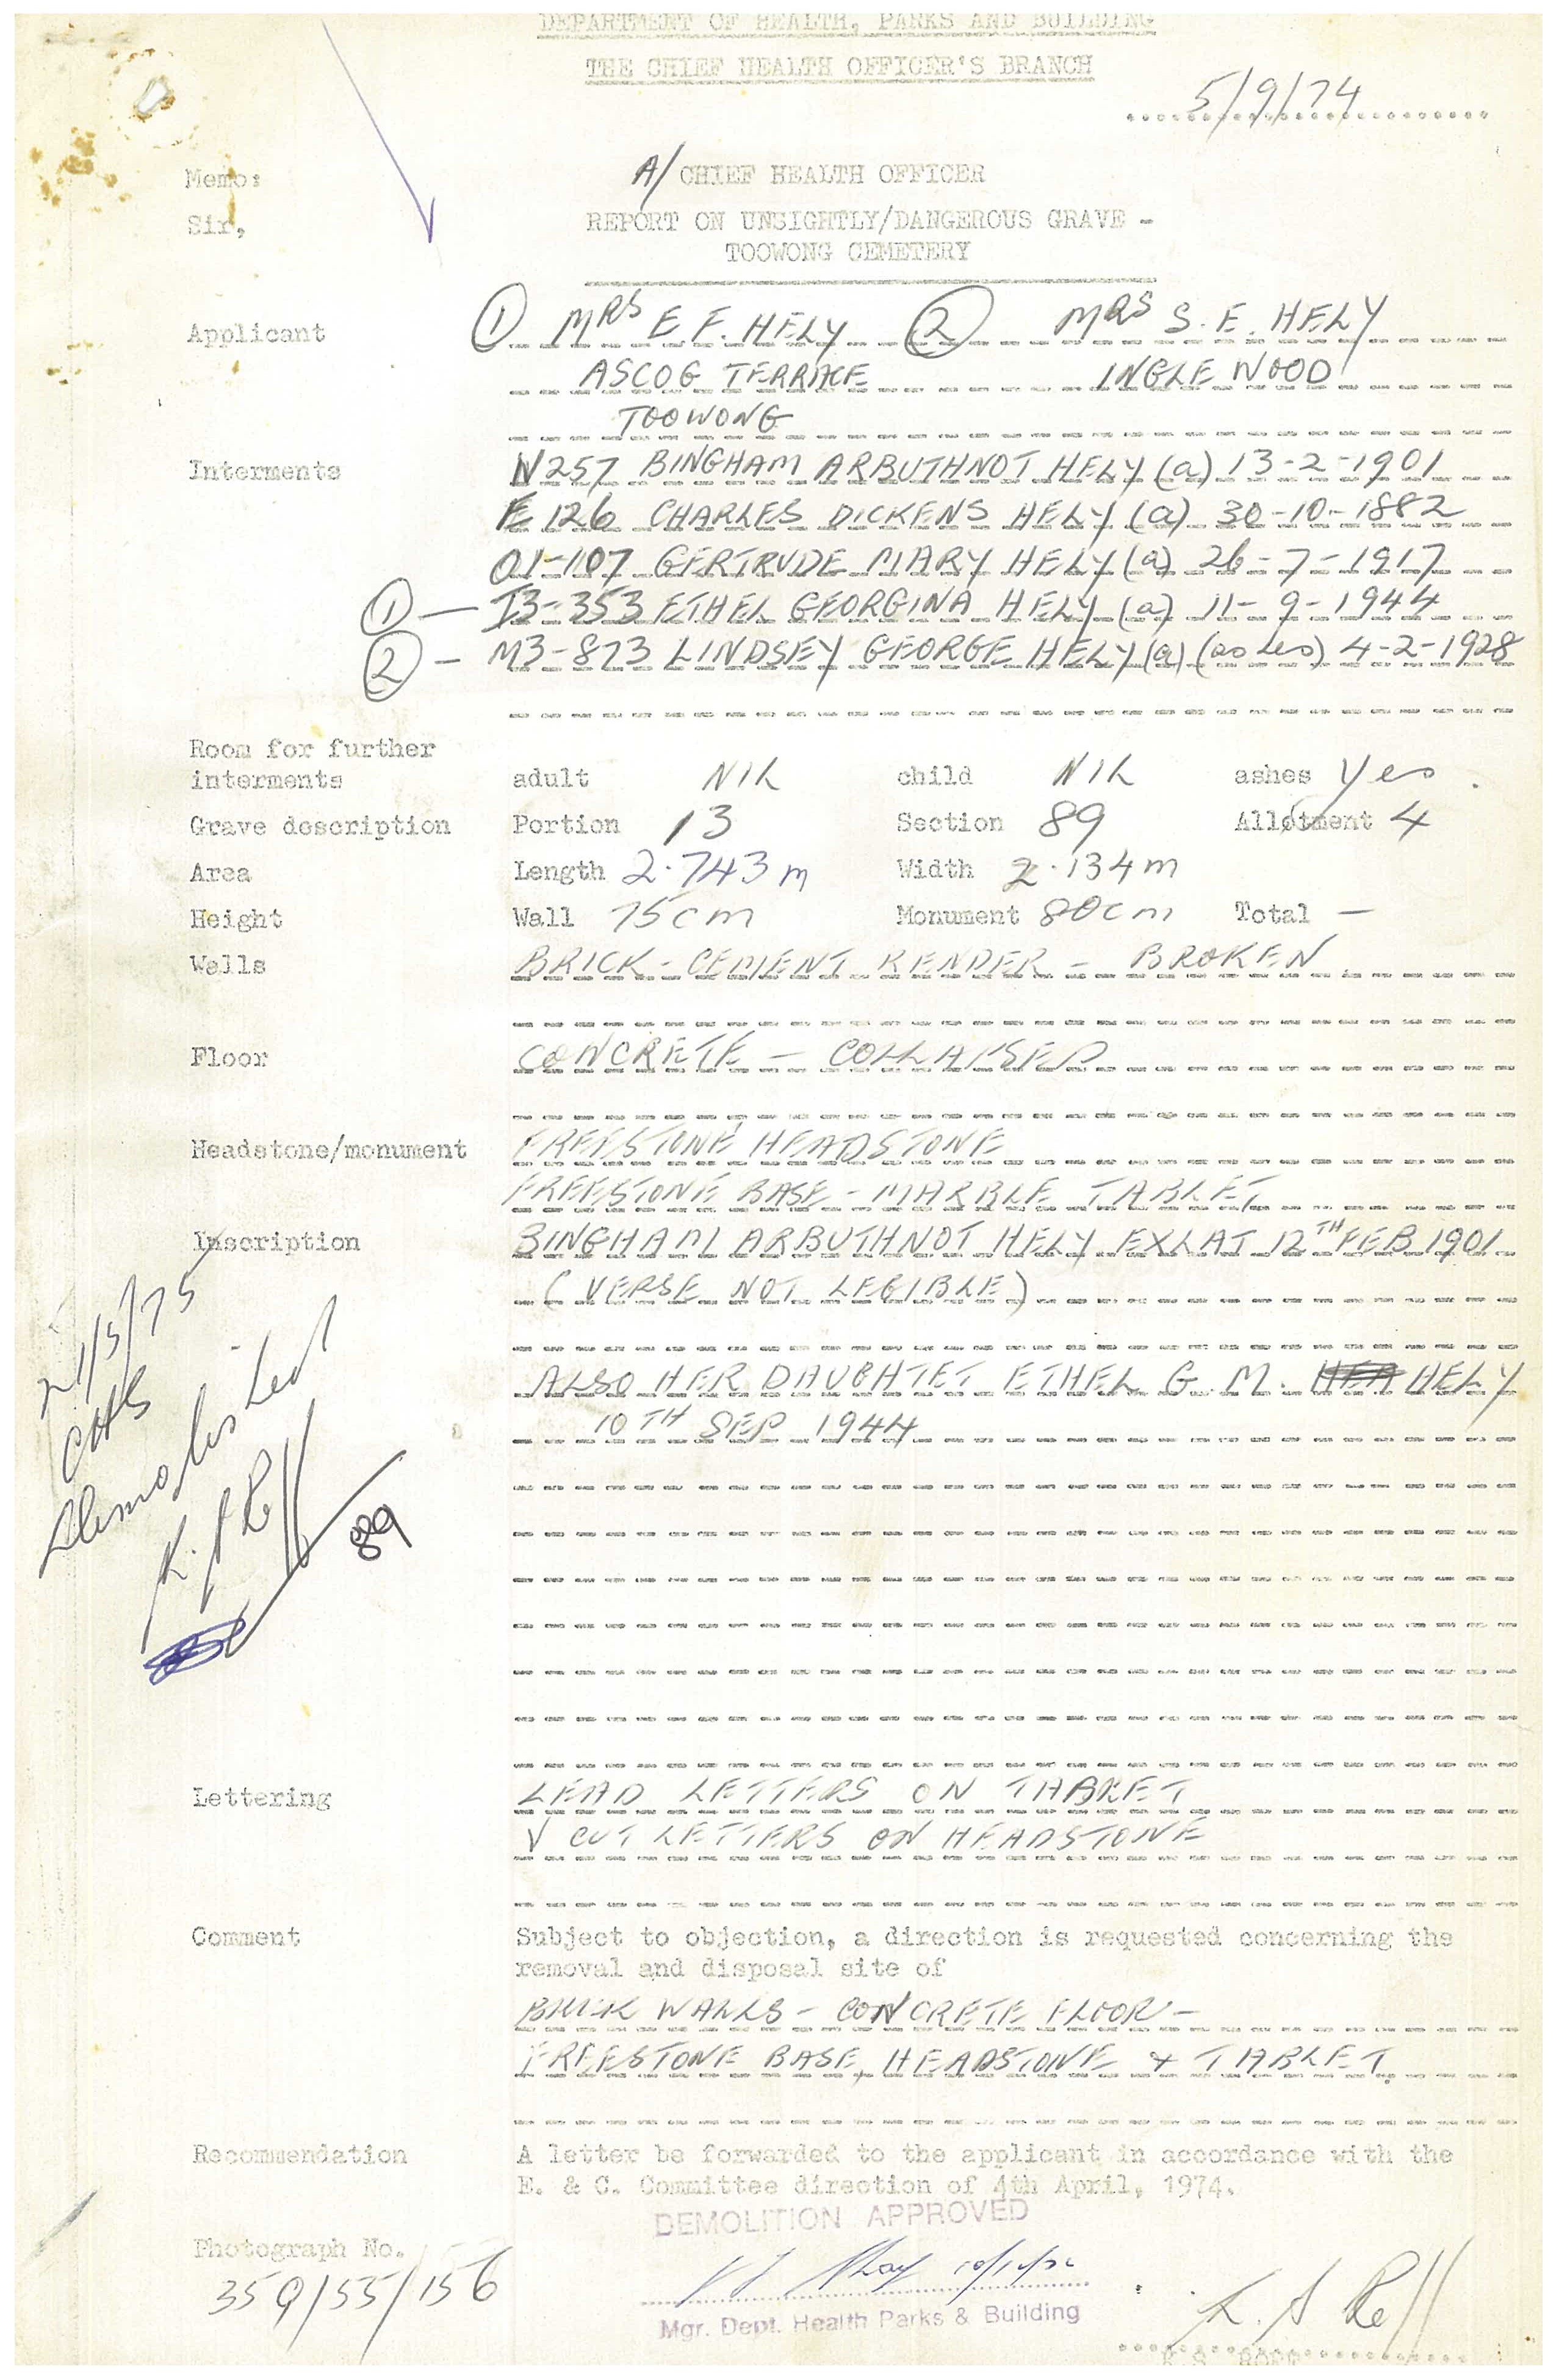 DEPARTMENT OF HEALTH, PARKS AND BUILDING
THE CHIEF HEALTH OFFICER'S BRANCH
5/9/74
Memo: A/ CHIEF HEALTH OFFICER
Sir, REPORT ON UNSIGHTLY/DANGEROUS GRAVE -
TOOWONG CEMETERY
Applicant ① MRS E F. HELY ② MRS S. E. HELY
ASCOG TERRACE INGLEWOOD
TOOWONG
Interments N257 BINGHAM ARBUTHNOT HELY (a) 13-2-1901
E126 CHARLES DICKENS HELY (a) 30-10-1882
01-107 GERTRUDE MARY HELY (a) 26-7-1917
① - J3-353 ETHEL GEORGINA HELY (a) 11-9-1944
② - M3-873 LINDSEY GEORGE HELY (a) (ashes) 4-2-1928
Room for further
interments adult NIL child NIL ashes Yes.
Grave description Portion 13 Section 89 Allotment 4
Area Length 2.743m Width 2.134m
Height Wall 75cm Monument 80cm Total -
Walls BRICK - CEMENT RENDER - BROKEN
Floor CONCRETE - COLLAPSED
Headstone/monument FREESTONE HEADSTONE
FREESTONE BASE - MARBLE TABLET
Inscription BINGHAM ARBUTHNOT HELY EXLAT 12TH FEB 1901
(VERSE NOT LEGIBLE)
ALSO HER DAUGHTET ETHEL G. M. HELY
10TH SEP 1944
21/5/75
Demolished
K. A Rell
89
Lettering LEAD LETTERS ON TABLET
V CUT LETTERS ON HEADSTONE
Comment Subject to objection, a direction is requested concerning the
removal and disposal site of
BRICK WALLS - CONCRETE FLOOR -
FREESTONE BASE, HEADSTONE & TABLET.
Recommendation A letter be forwarded to the applicant in accordance with the
E. & C. Committee direction of 4th April, 1974.
DEMOLITION APPROVED
Photograph No.
359/55/156
Mgr. Dept. Health Parks & Building